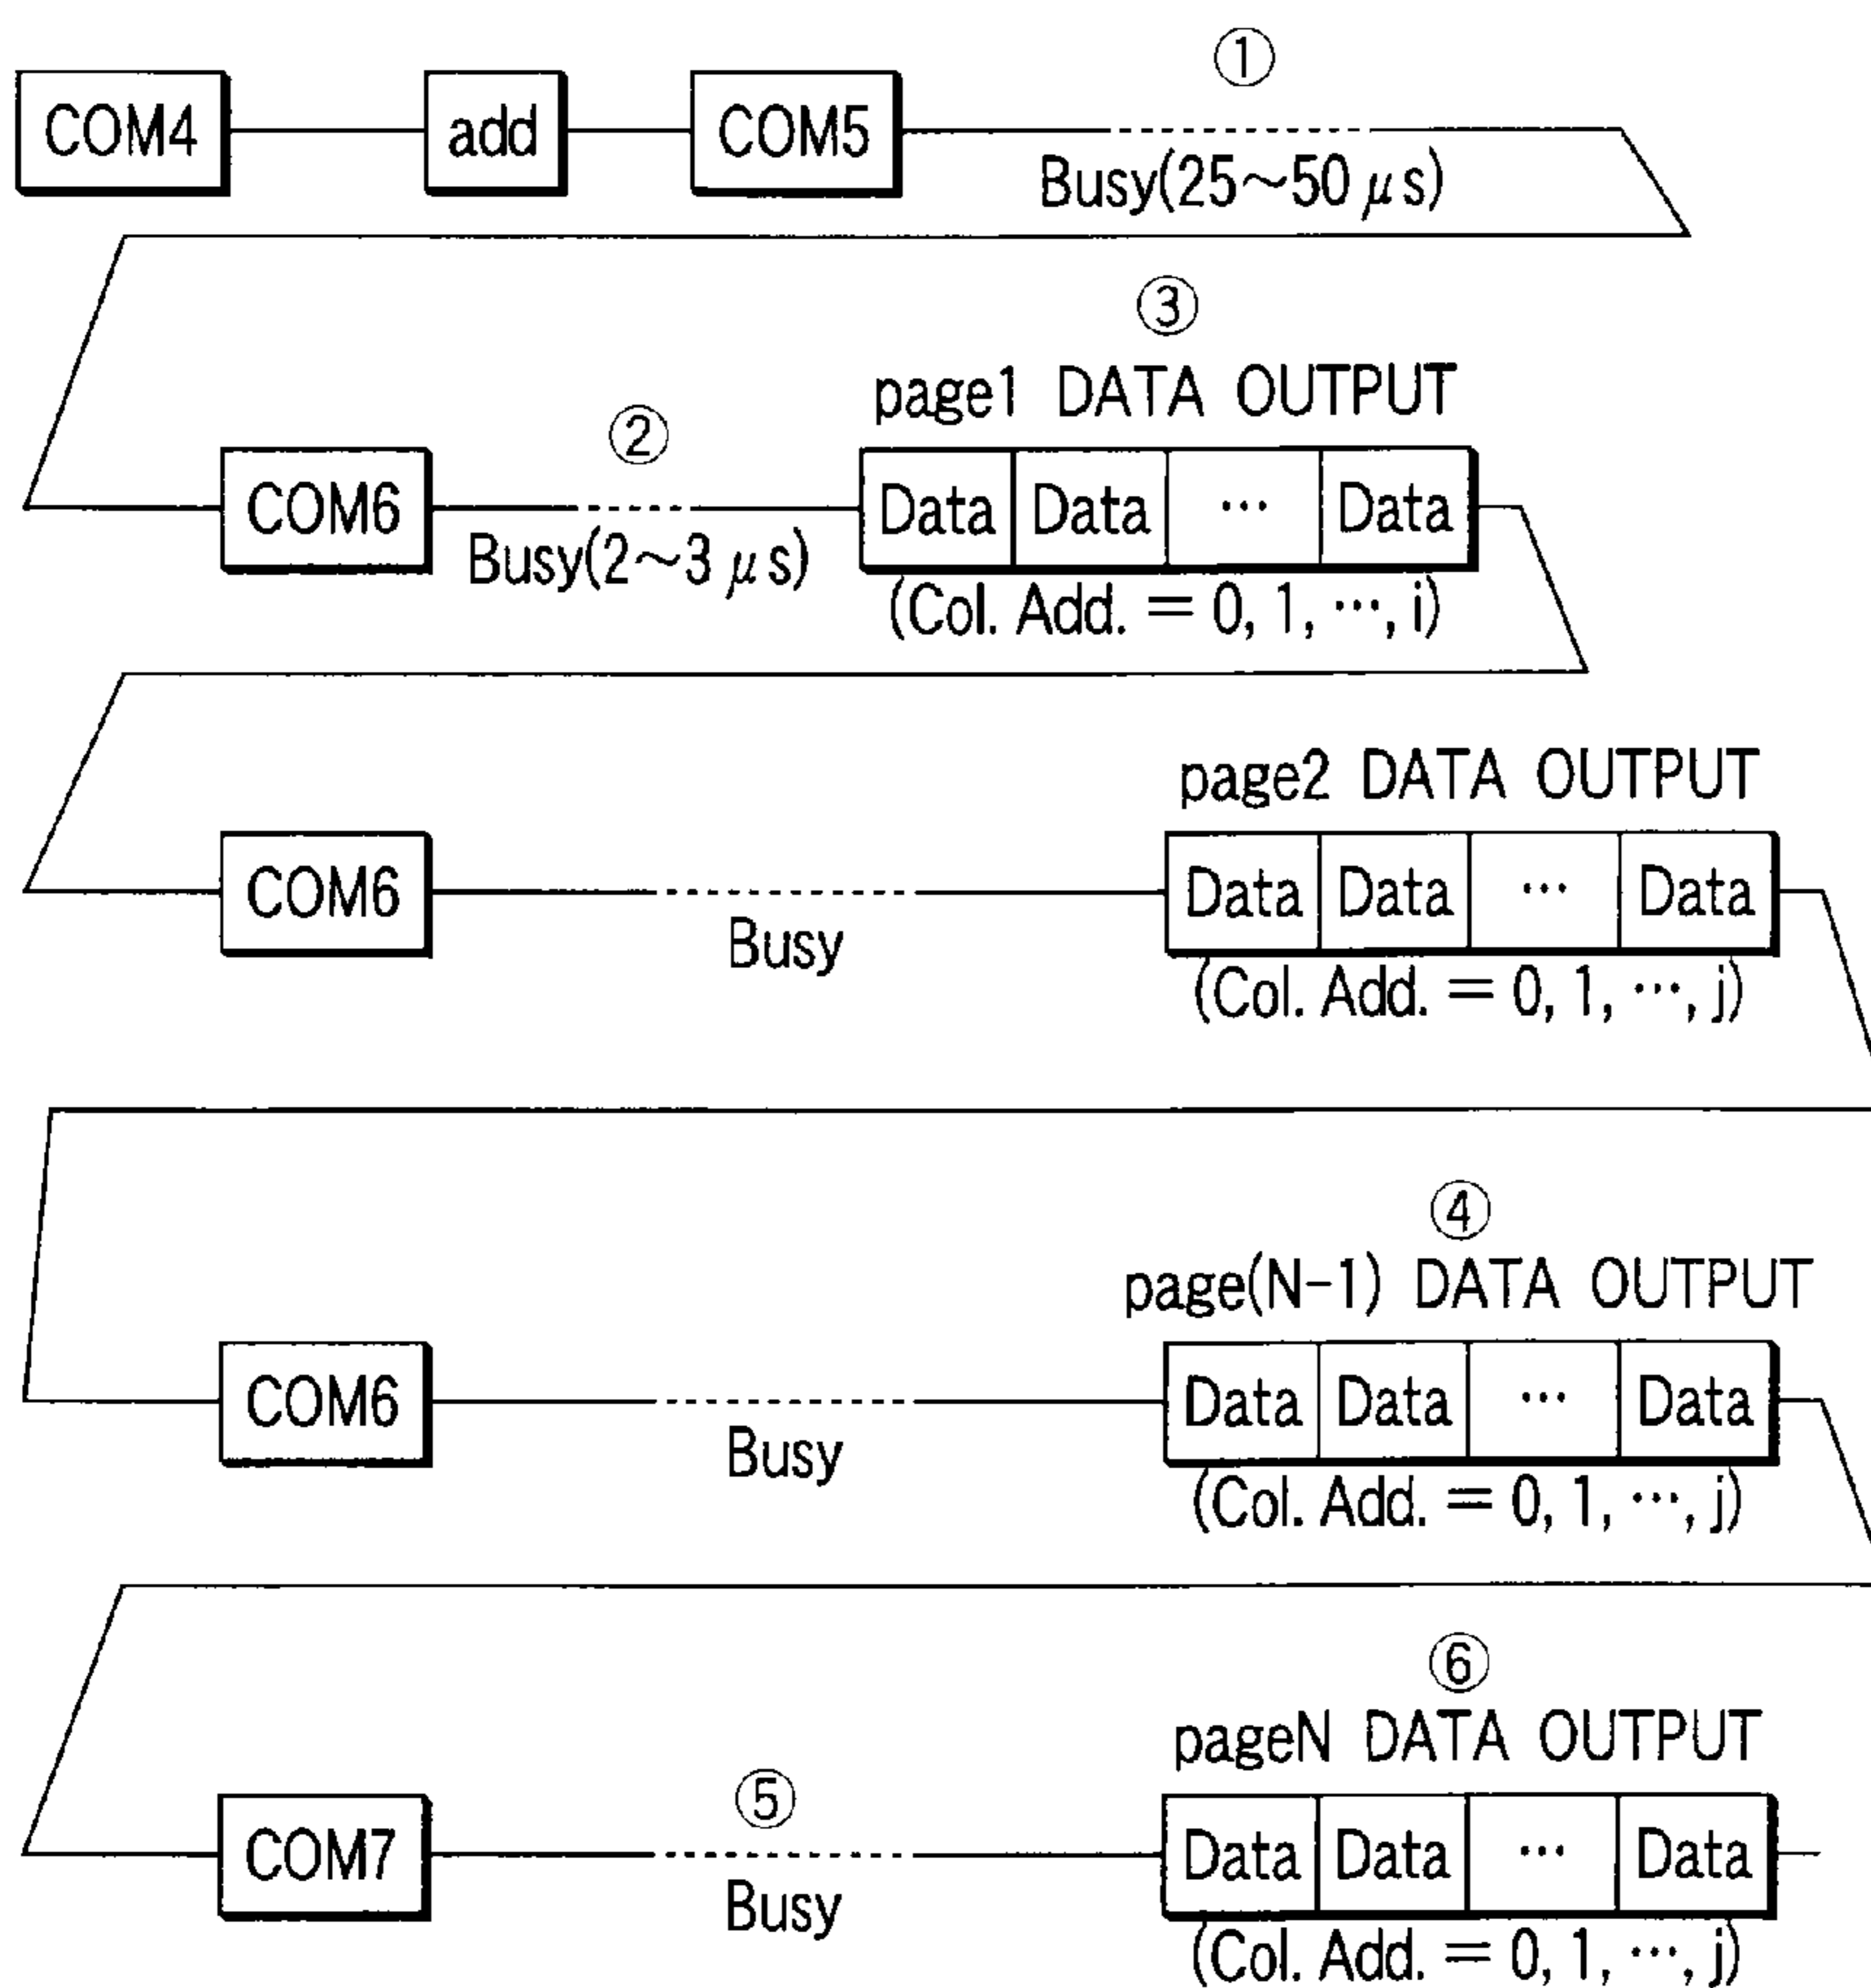 ①
COM4 add COM5
Busy(25~50μs)
③
page1 DATA OUTPUT
②
COM6 Data Data ... Data
Busy(2~3μs)
(Col. Add. = 0, 1, ..., i)
page2 DATA OUTPUT
COM6 Data Data ... Data
Busy
(Col. Add. = 0, 1, ..., j)
④
page(N-1) DATA OUTPUT
COM6 Data Data ... Data
Busy
(Col. Add. = 0, 1, ..., j)
⑥
pageN DATA OUTPUT
⑤
COM7 Data Data ... Data
Busy
(Col. Add. = 0, 1, ..., j)